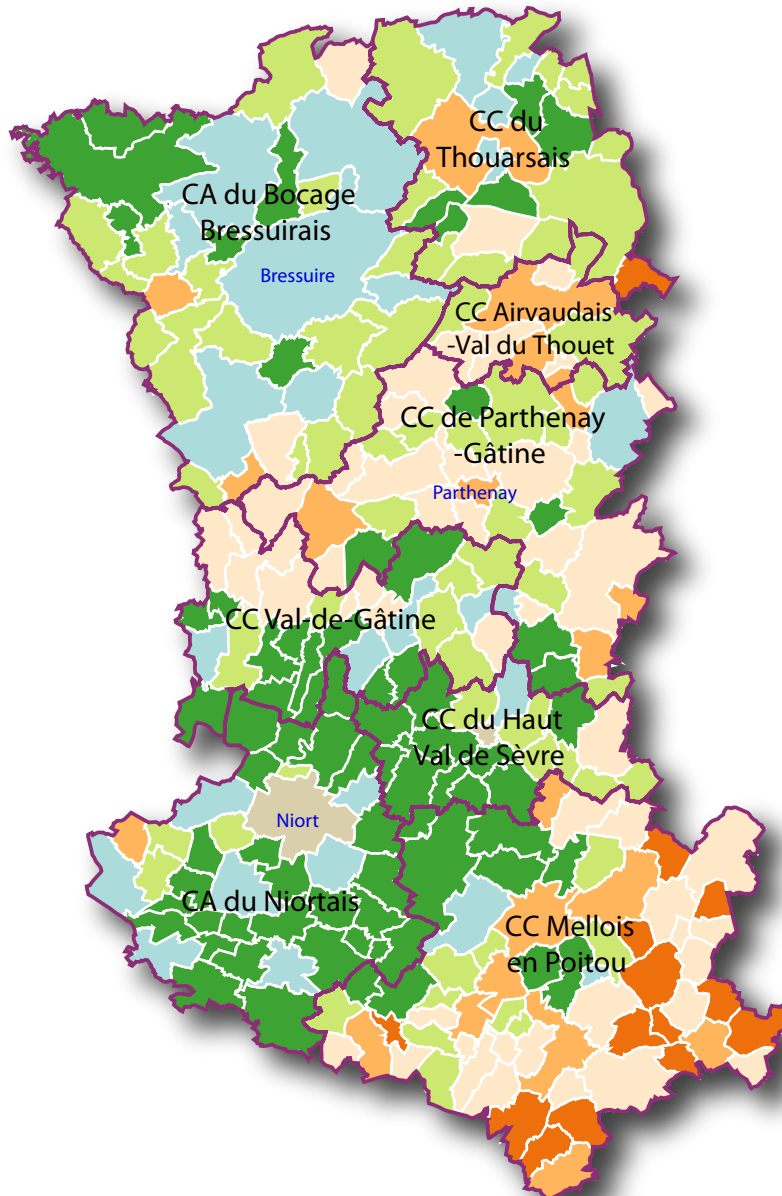 CC du
Thouarsais
CA du Bocage
Bressuirais
Bressuire
CC Airvaudais
-Val du Thouet
CC de Parthenay
-Gâtine
Parthenay
CC Val-de-Gâtine
CC du Haut
Val de Sèvre
Niort
CA du Niortais
CC Mellois
en Poitou